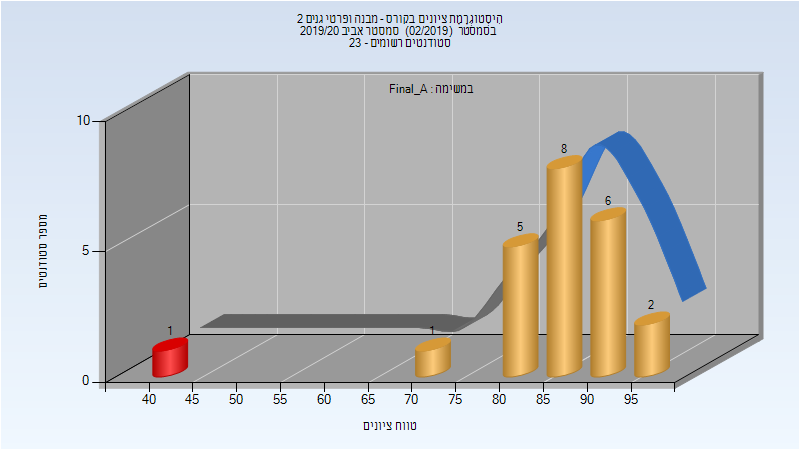 היסטוגרמת ציונים בקורס - מבנה ופרטי גנים 2
בסמסטר (02/2019) סמסטר אביב 2019/20
סטודנטים רשומים - 23
במשימה : Final_A
מספר סטודנטים
10
5
0
1
1
5
8
6
2
40 45 50 55 60 65 70 75 80 85 90 95
טווח ציונים